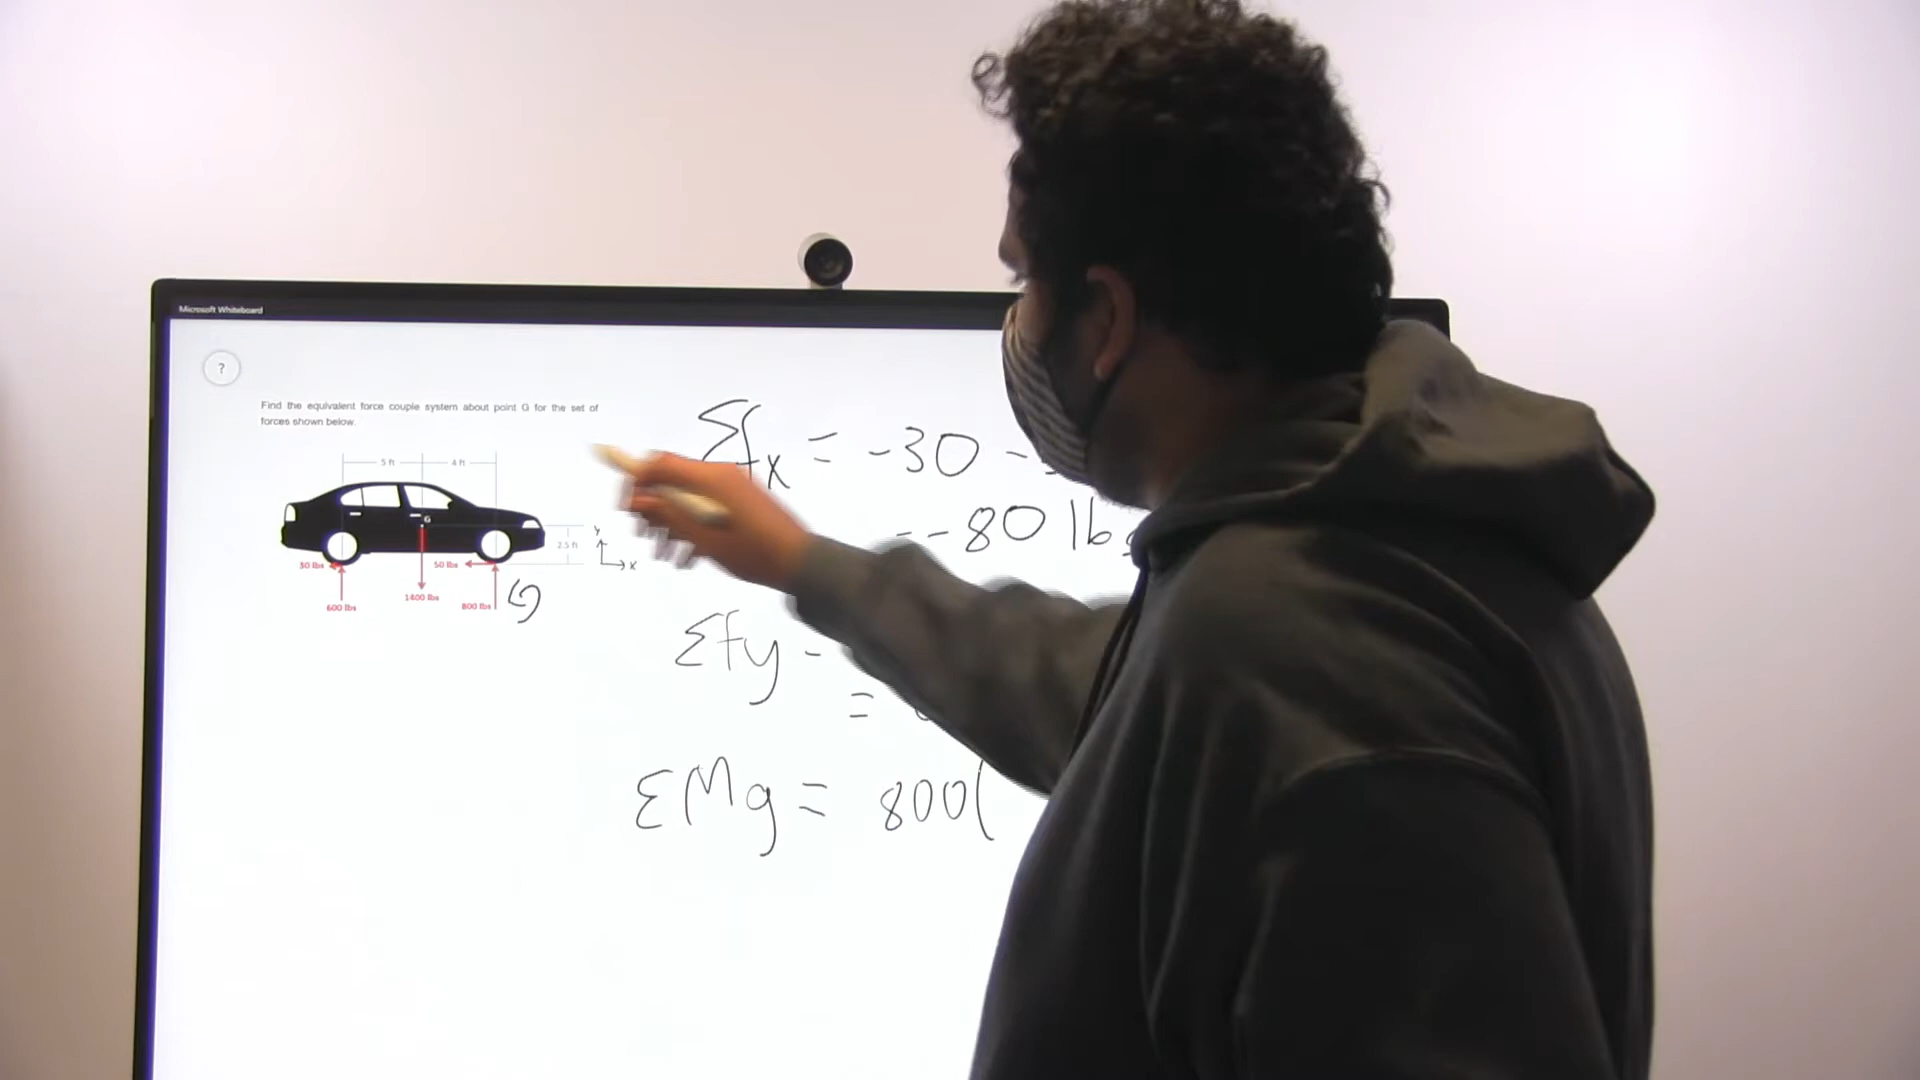 Microsoft Whiteboard
?
Find the equivalent force couple system about point G for the set of
forces shown below.
5 ft 4 ft
G
2.5 ft
y
x
30 lbs 50 lbs
600 lbs 1400 lbs 800 lbs
Σfx = -30 -
--80 lbs
Σfy -
=
ΣMg = 800(